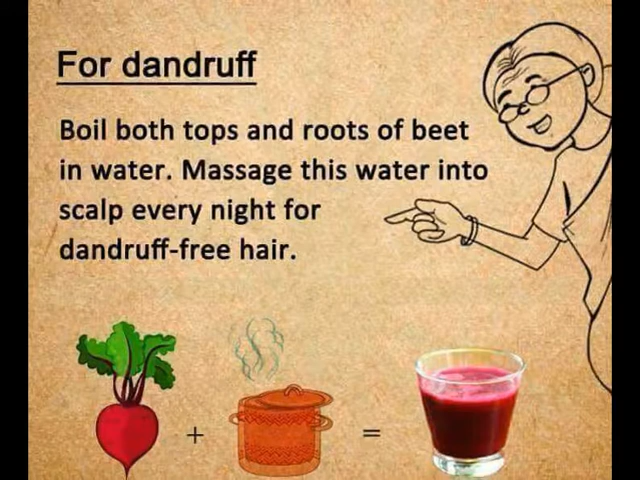 For dandruff
Boil both tops and roots of beet
in water. Massage this water into
scalp every night for
dandruff-free hair.
+ =